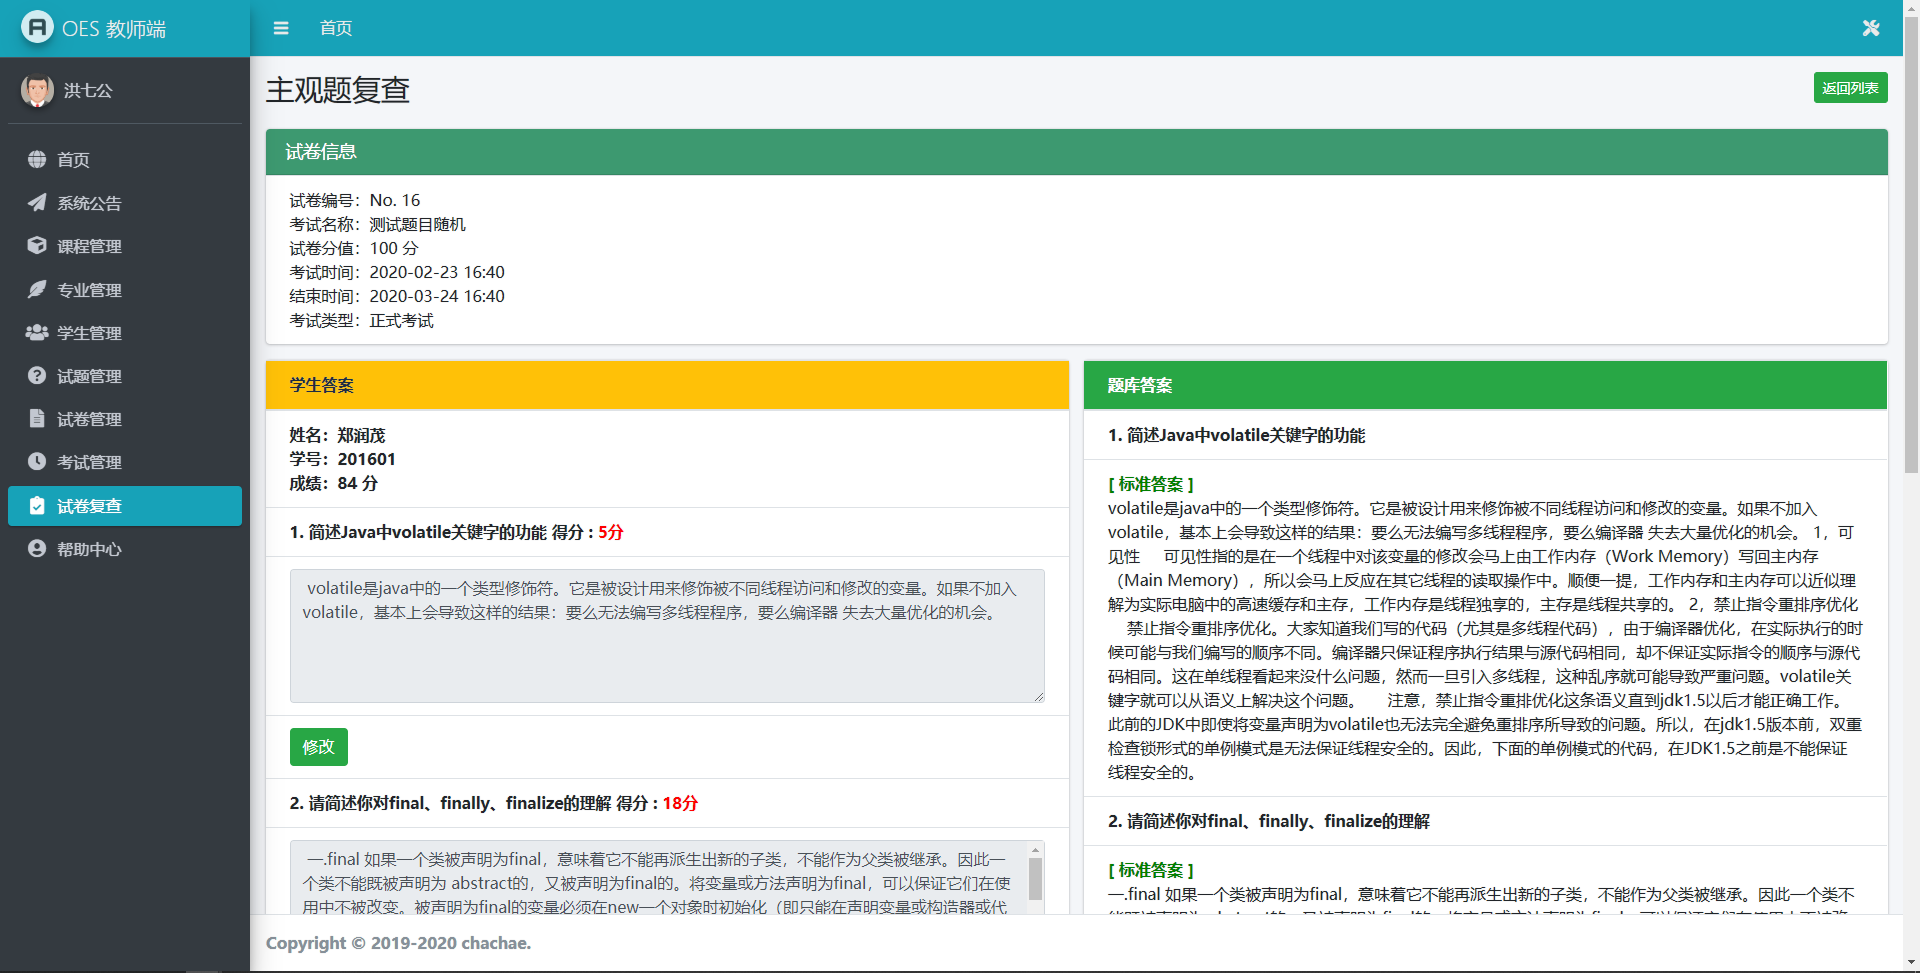 OES 教师端
首页
洪七公
首页
系统公告
课程管理
专业管理
学生管理
试题管理
试卷管理
考试管理
试卷复查
帮助中心
主观题复查
返回列表
试卷信息
试卷编号：No. 16
考试名称：测试题目随机
试卷分值：100 分
考试时间：2020-02-23 16:40
结束时间：2020-03-24 16:40
考试类型：正式考试
学生答案
姓名：郑润茂
学号：201601
成绩：84 分
1. 简述Java中volatile关键字的功能 得分 : 5分
volatile是java中的一个类型修饰符。它是被设计用来修饰被不同线程访问和修改的变量。如果不加入
volatile，基本上会导致这样的结果：要么无法编写多线程程序，要么编译器 失去大量优化的机会。
修改
2. 请简述你对final、finally、finalize的理解 得分 : 18分
一.final 如果一个类被声明为final，意味着它不能再派生出新的子类，不能作为父类被继承。因此一
个类不能既被声明为 abstract的，又被声明为final的。将变量或方法声明为final，可以保证它们在使
用中不被改变。被声明为final的变量必须在new一个对象时初始化（即只能在声明变量或构造器或代
题库答案
1. 简述Java中volatile关键字的功能
[ 标准答案 ]
volatile是java中的一个类型修饰符。它是被设计用来修饰被不同线程访问和修改的变量。如果不加入
volatile，基本上会导致这样的结果：要么无法编写多线程程序，要么编译器 失去大量优化的机会。 1，可
见性 可见性指的是在一个线程中对该变量的修改会马上由工作内存（Work Memory）写回主内存
（Main Memory），所以会马上反应在其它线程的读取操作中。顺便一提，工作内存和主内存可以近似理
解为实际电脑中的高速缓存和主存，工作内存是线程独享的，主存是线程共享的。 2，禁止指令重排序优化
禁止指令重排序优化。大家知道我们写的代码（尤其是多线程代码），由于编译器优化，在实际执行的时
候可能与我们编写的顺序不同。编译器只保证程序执行结果与源代码相同，却不保证实际指令的顺序与源代
码相同。这在单线程看起来没什么问题，然而一旦引入多线程，这种乱序就可能导致严重问题。volatile关
键字就可以从语义上解决这个问题。 注意，禁止指令重排优化这条语义直到jdk1.5以后才能正确工作。
此前的JDK中即使将变量声明为volatile也无法完全避免重排序所导致的问题。所以，在jdk1.5版本前，双重
检查锁形式的单例模式是无法保证线程安全的。因此，下面的单例模式的代码，在JDK1.5之前是不能保证
线程安全的。
2. 请简述你对final、finally、finalize的理解
[ 标准答案 ]
一.final 如果一个类被声明为final，意味着它不能再派生出新的子类，不能作为父类被继承。因此一个类不
Copyright © 2019-2020 chachae.